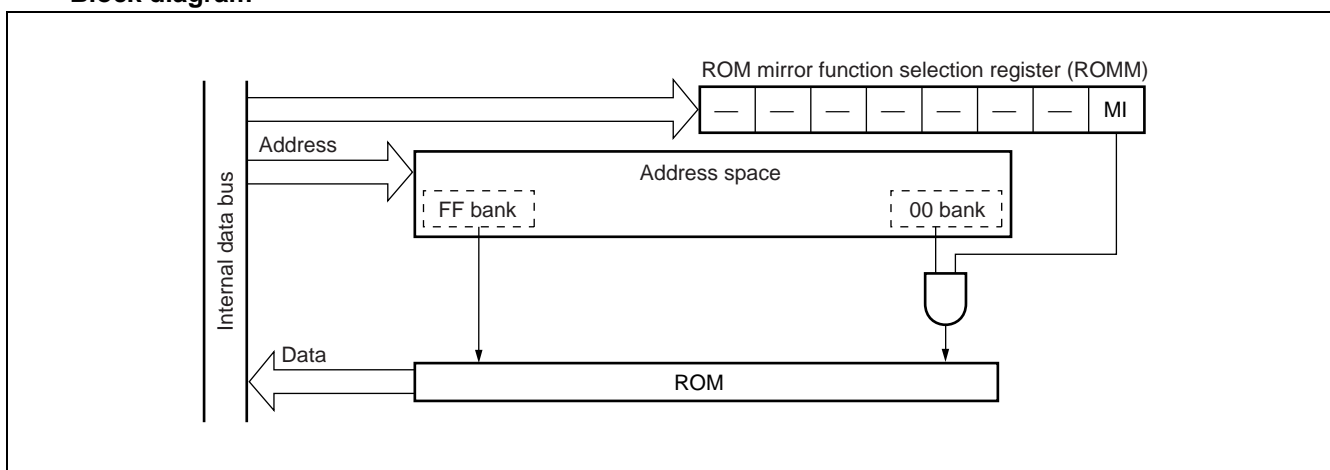 Block diagram
ROM mirror function selection register (ROMM)
— — — — — — — MI
Address
Address space
FF bank
00 bank
Internal data bus
Data
ROM